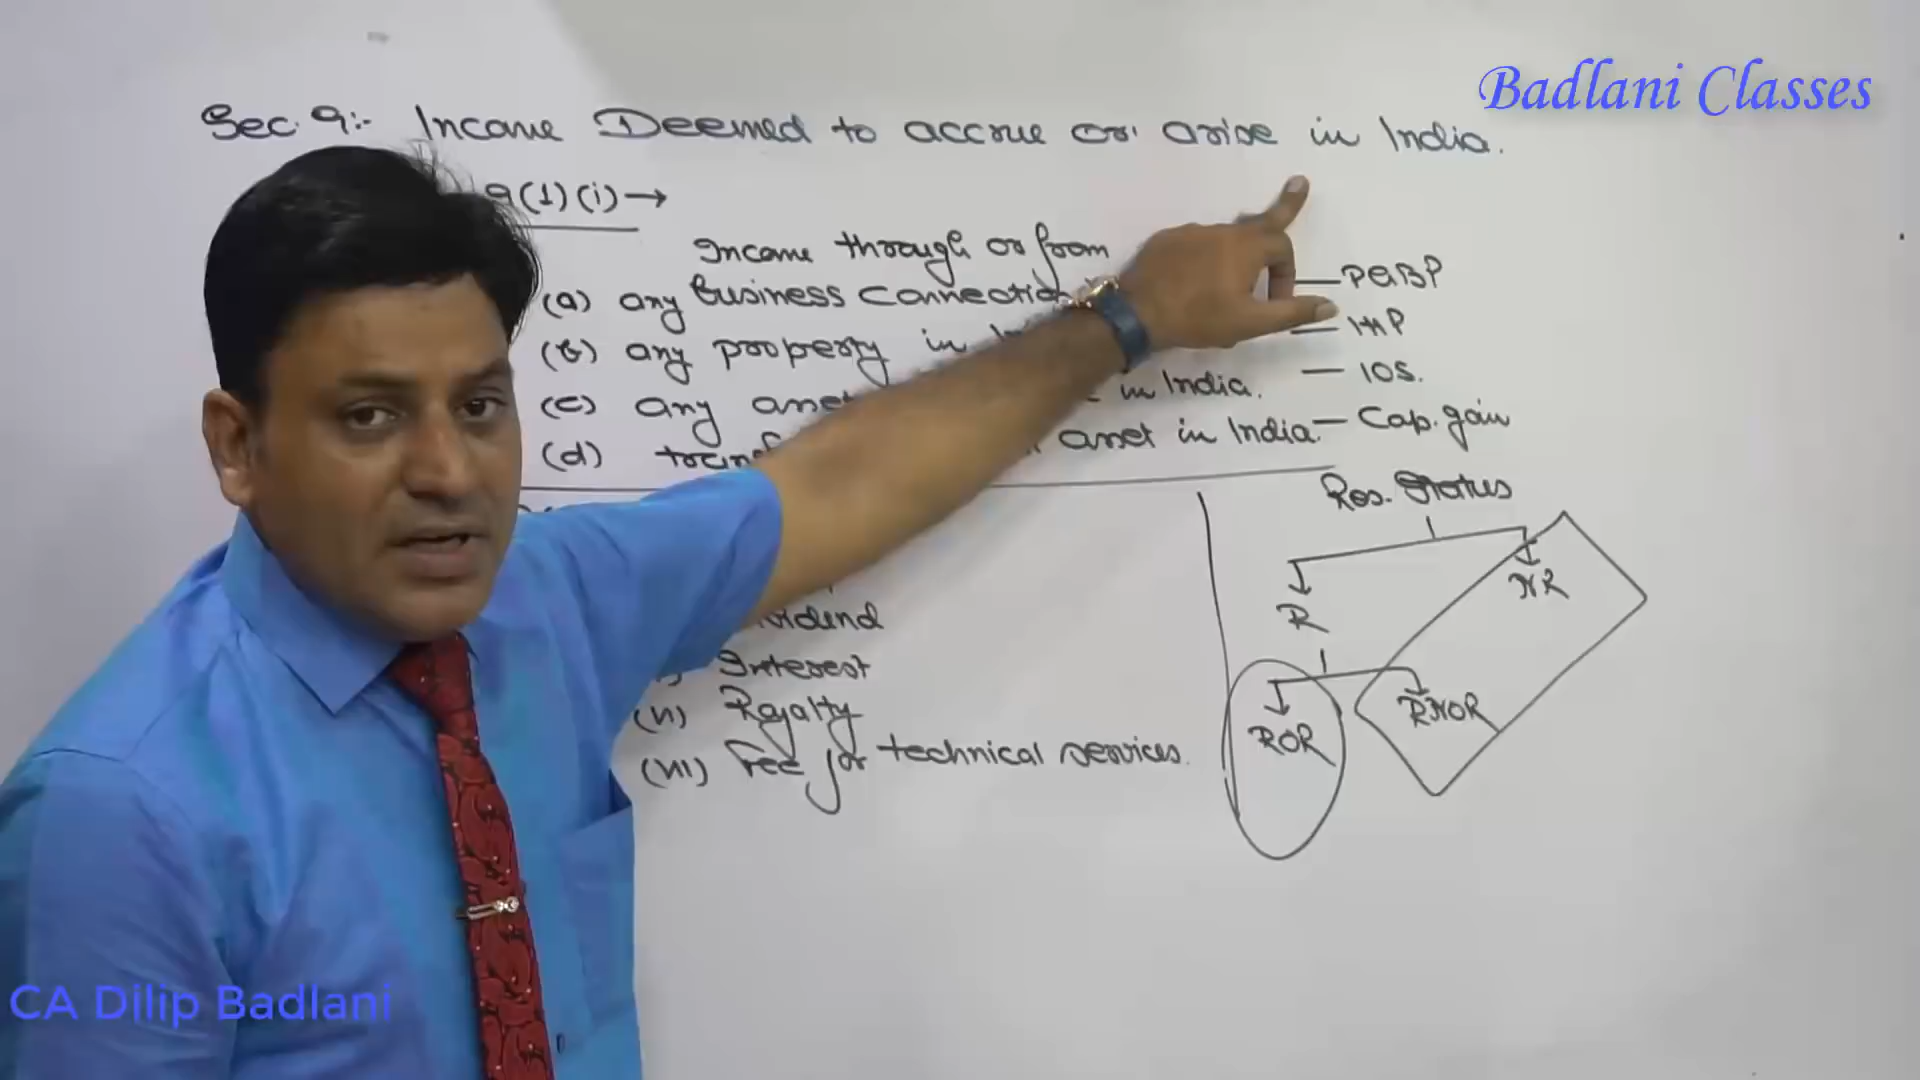 Badlani Classes
Sec. 9:- Income Deemed to accrue or arise in India.
9(1)(i) →
Income through or from
(a) any business connection — PGBP
(b) any property in — HP
(c) any asset in India. — IOS.
(d) asset in India. — Cap. gain
Res. Status
NR
R
Interest
(VI) Royalty
RNOR
ROR
(VII) Fee for technical services.
CA Dilip Badlani